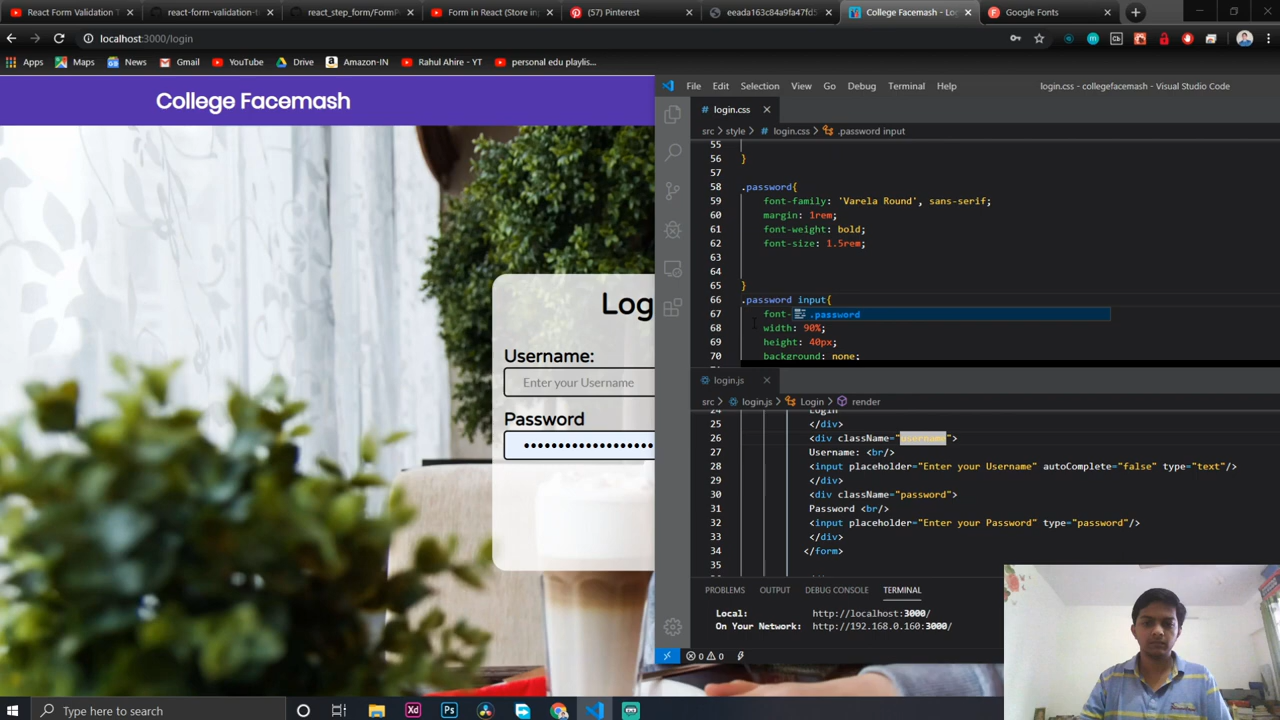 React Form Validation T
react-form-validation-t
react_step_form/FormP
Form in React (Store in
(57) Pinterest
eeada163c84a9fa47fd5
College Facemash - Lo
Google Fonts
localhost:3000/login
Apps
Maps
News
Gmail
YouTube
Drive
Amazon-IN
Rahul Ahire - YT
personal edu playlis...
College Facemash
Log
Username:
Enter your Username
Password
File Edit Selection View Go Debug Terminal Help
login.css - collegefacemash - Visual Studio Code
login.css
src > style > # login.css > .password input
55
56 }
57
58 .password{
59 font-family: 'Varela Round', sans-serif;
60 margin: 1rem;
61 font-weight: bold;
62 font-size: 1.5rem;
63
64
65 }
66 .password input{
67 font- .password
68 width: 90%;
69 height: 40px;
70 background: none;
login.js
src > login.js > Login > render
24 Login
25 </div>
26 <div className="username">
27 Username: <br/>
28 <input placeholder="Enter your Username" autoComplete="false" type="text"/>
29 </div>
30 <div className="password">
31 Password <br/>
32 <input placeholder="Enter your Password" type="password"/>
33 </div>
34 </form>
35
PROBLEMS OUTPUT DEBUG CONSOLE TERMINAL
Local: http://localhost:3000/
On Your Network: http://192.168.0.160:3000/
0 0
Type here to search